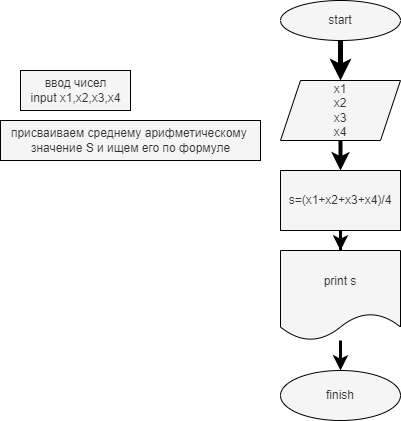 start
ввод чисел
input x1,x2,x3,x4
x1
x2
x3
x4
присваиваем среднему арифметическому
значение S и ищем его по формуле
s=(x1+x2+x3+x4)/4
print s
finish